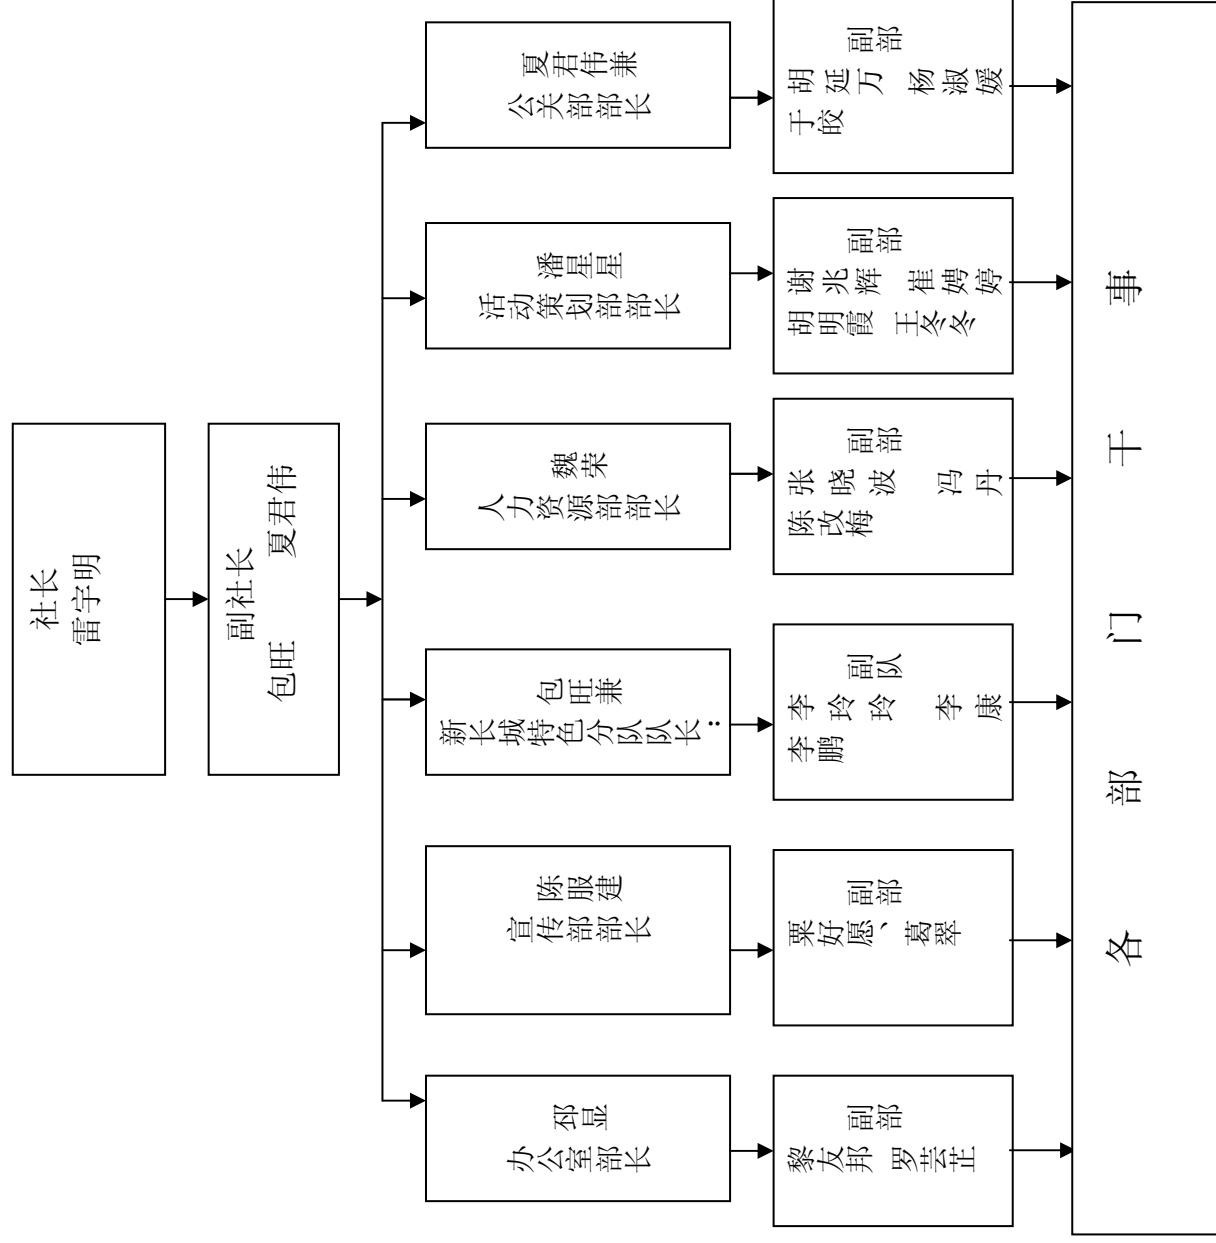 社长
雷宇明
副社长
包旺 夏君伟
邳显
办公室部长
陈服建
宣传部部长
包旺兼
新长城特色分队队长：
魏荣
人力资源部部长
潘星星
活动策划部部长
夏君伟兼
公关部部长
副部
黎友邦 罗芸芷
副部
粟好愿、葛翠
副队
李玲玲 李康
李鹏
副部
张晓波 冯丹
陈改梅
副部
谢兆辉 崔娉婷
胡明霞 王冬冬
副部
胡延万 杨淑媛
于皎
各部门干事